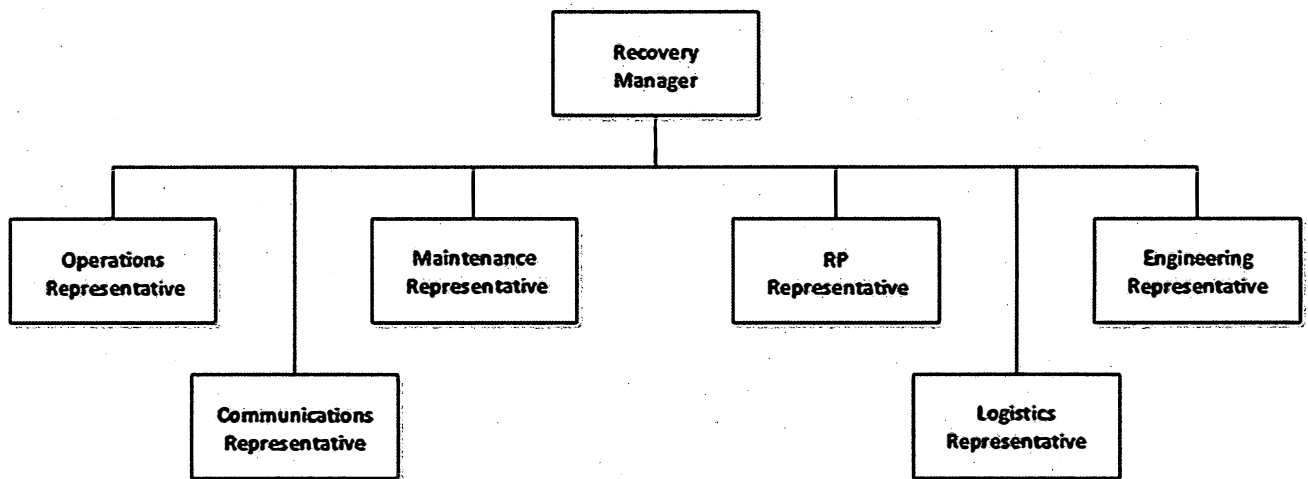 Recovery
Manager
Operations
Representative
Maintenance
Representative
RP
Representative
Engineering
Representative
Communications
Representative
Logistics
Representative